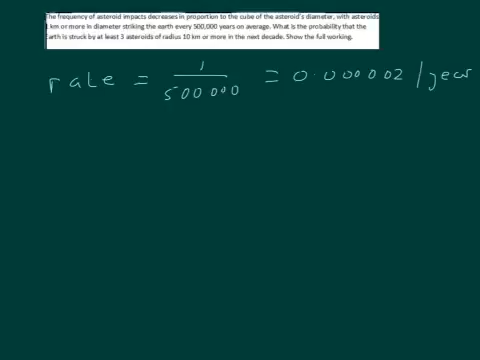 The frequency of asteroid impacts decreases in proportion to the cube of the asteroid's diameter, with asteroids
km or more in diameter striking the earth every 500,000 years on average. What is the probability that the
Earth is struck by at least 3 asteroids of radius 10 km or more in the next decade. Show the full working.
rate = 1/500000 = 0.000002 / year